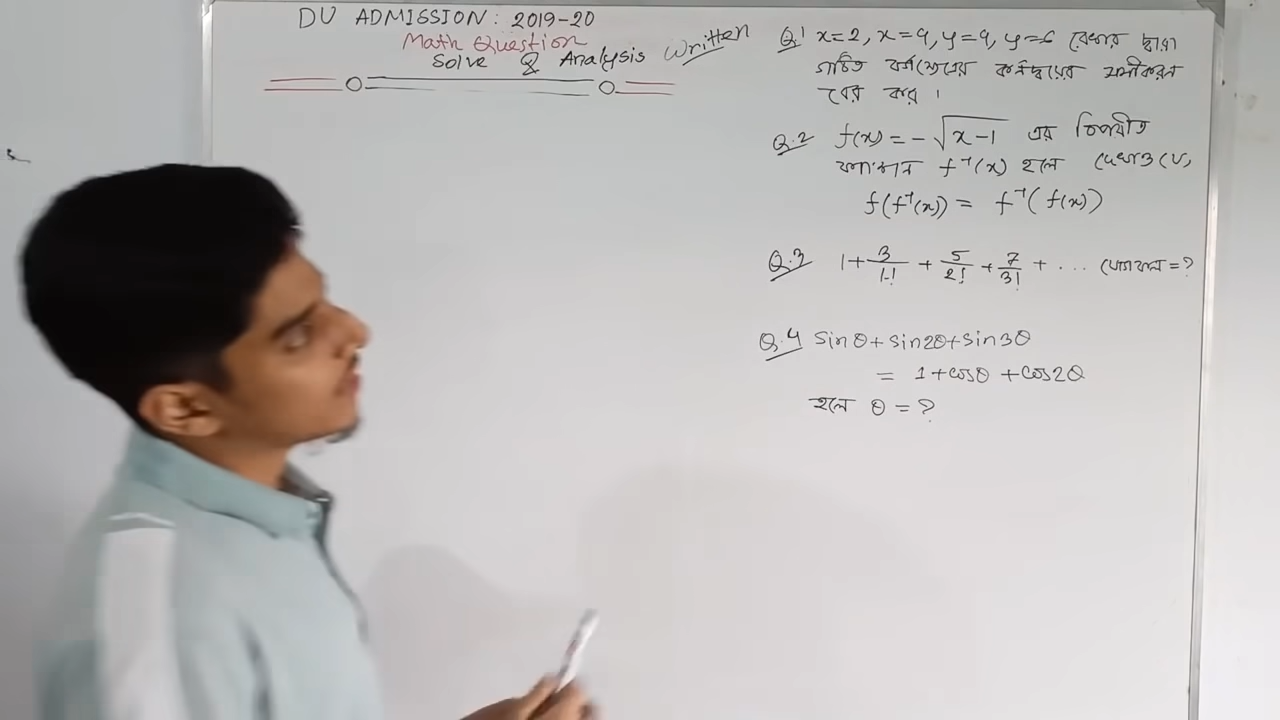 DU ADMISSION: 2019-20
Math Question
Solve & Analysis Written
Q.1 x=2, x=9, y=9, y=6 রেখার দ্বারা
গঠিত বর্গক্ষেত্রের কর্ণদ্বয়ের সমীকরণ
বের কর।
Q.2 f(x) = -√(x-1) এর বিপরীত
ফাংশন f⁻¹(x) হলে দেখাও যে,
f(f⁻¹(x)) = f⁻¹(f(x))
Q.3 1+3/1!+5/2!+7/3!+... যোগফল=?
Q.4 sinθ+sin2θ+sin3θ
= 1+cosθ+cos2θ
হলে θ=?